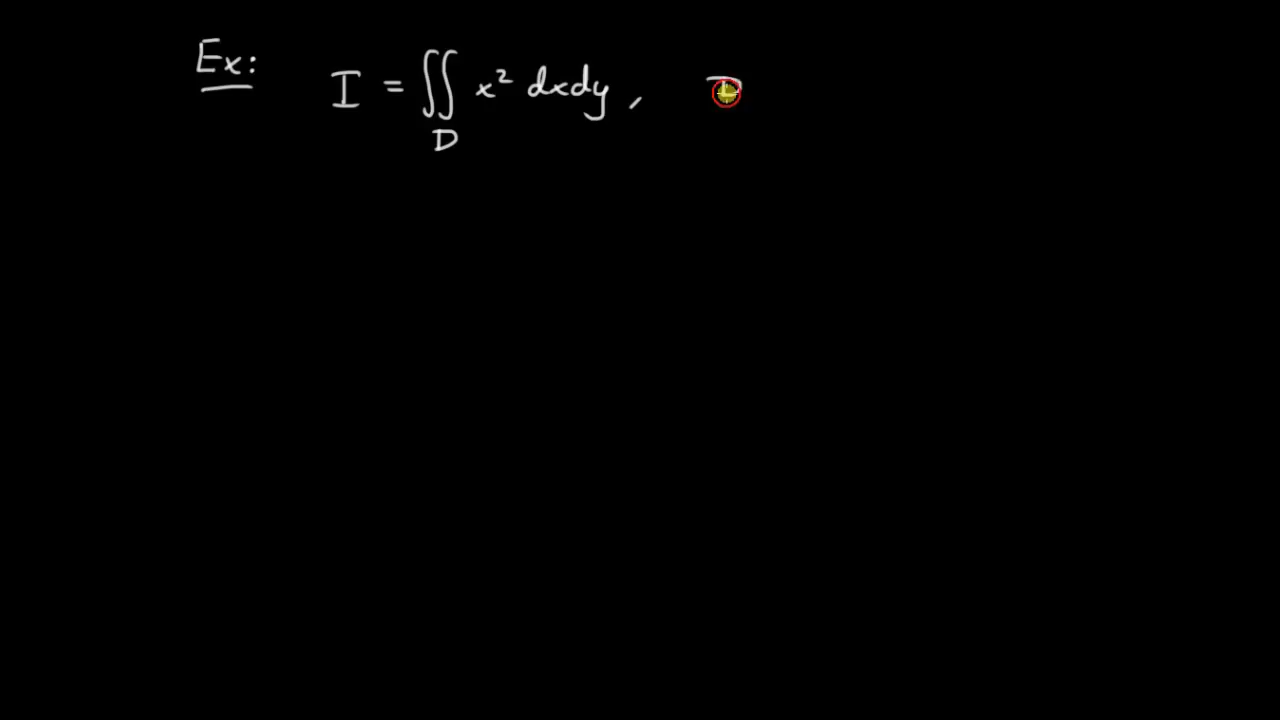 Ex: I = ∬_D x² dxdy ,